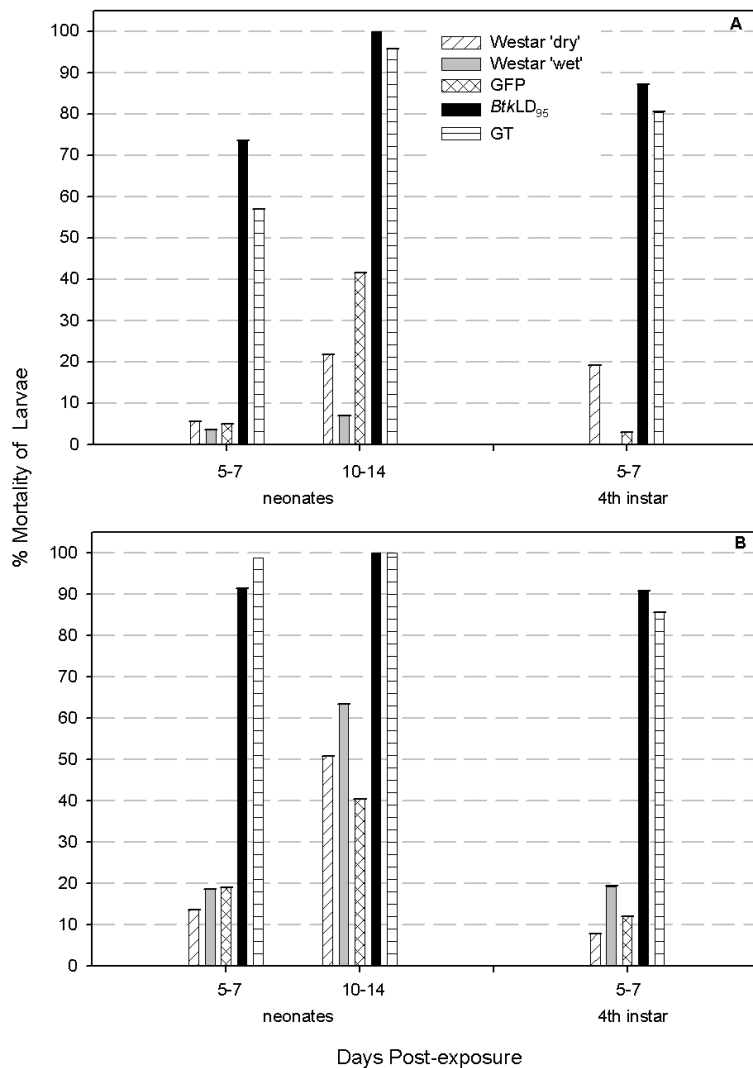 A
100
90
80
70
60
50
40
30
20
10
0
Westar 'dry'
Westar 'wet'
GFP
BtkLD95
GT
5-7 10-14 5-7
neonates 4th instar
% Mortality of Larvae
B
100
90
80
70
60
50
40
30
20
10
0
5-7 10-14 5-7
neonates 4th instar
Days Post-exposure